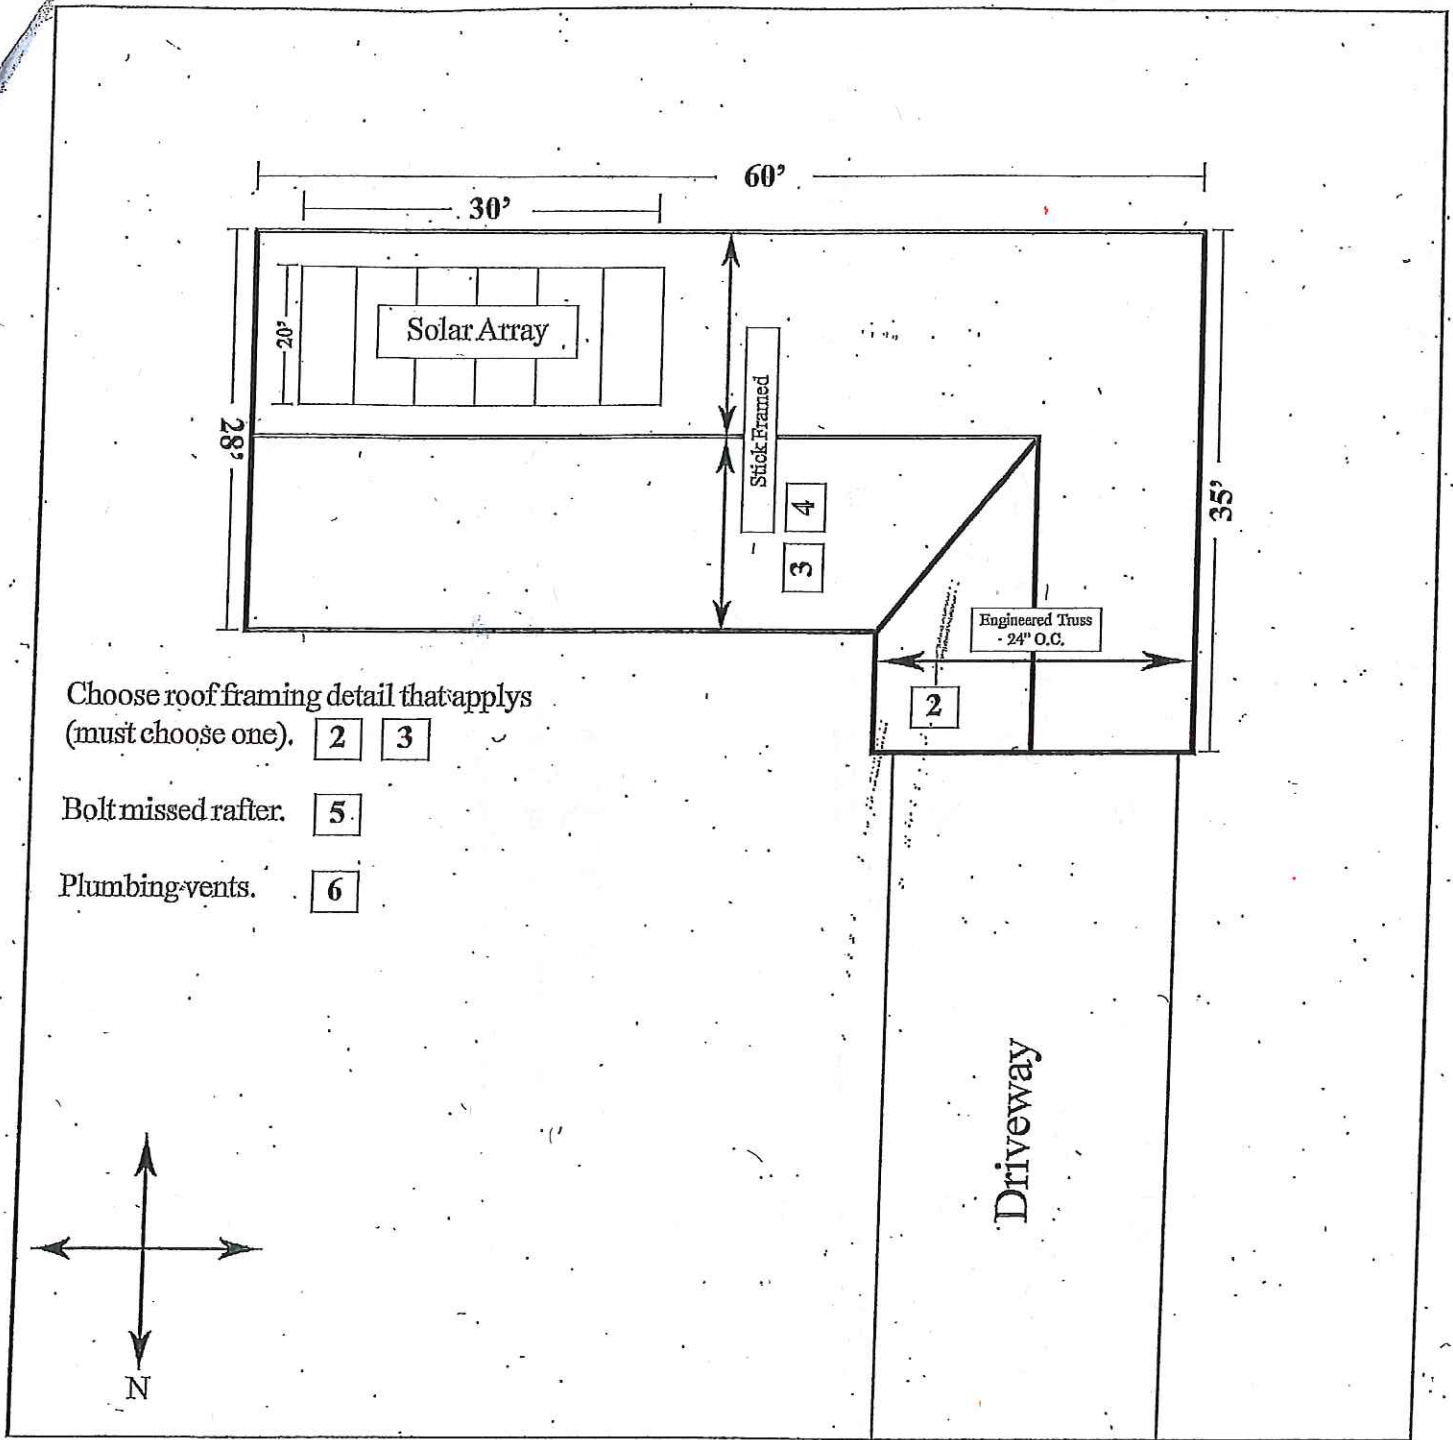 60’
30’
Solar Array
20’
28’
Stick Framed
4
3
35’
Engineered Truss
- 24" O.C.
2
Choose roof framing detail that applys
(must choose one). 2 3
Bolt missed rafter. 5
Plumbing vents. 6
Driveway
N